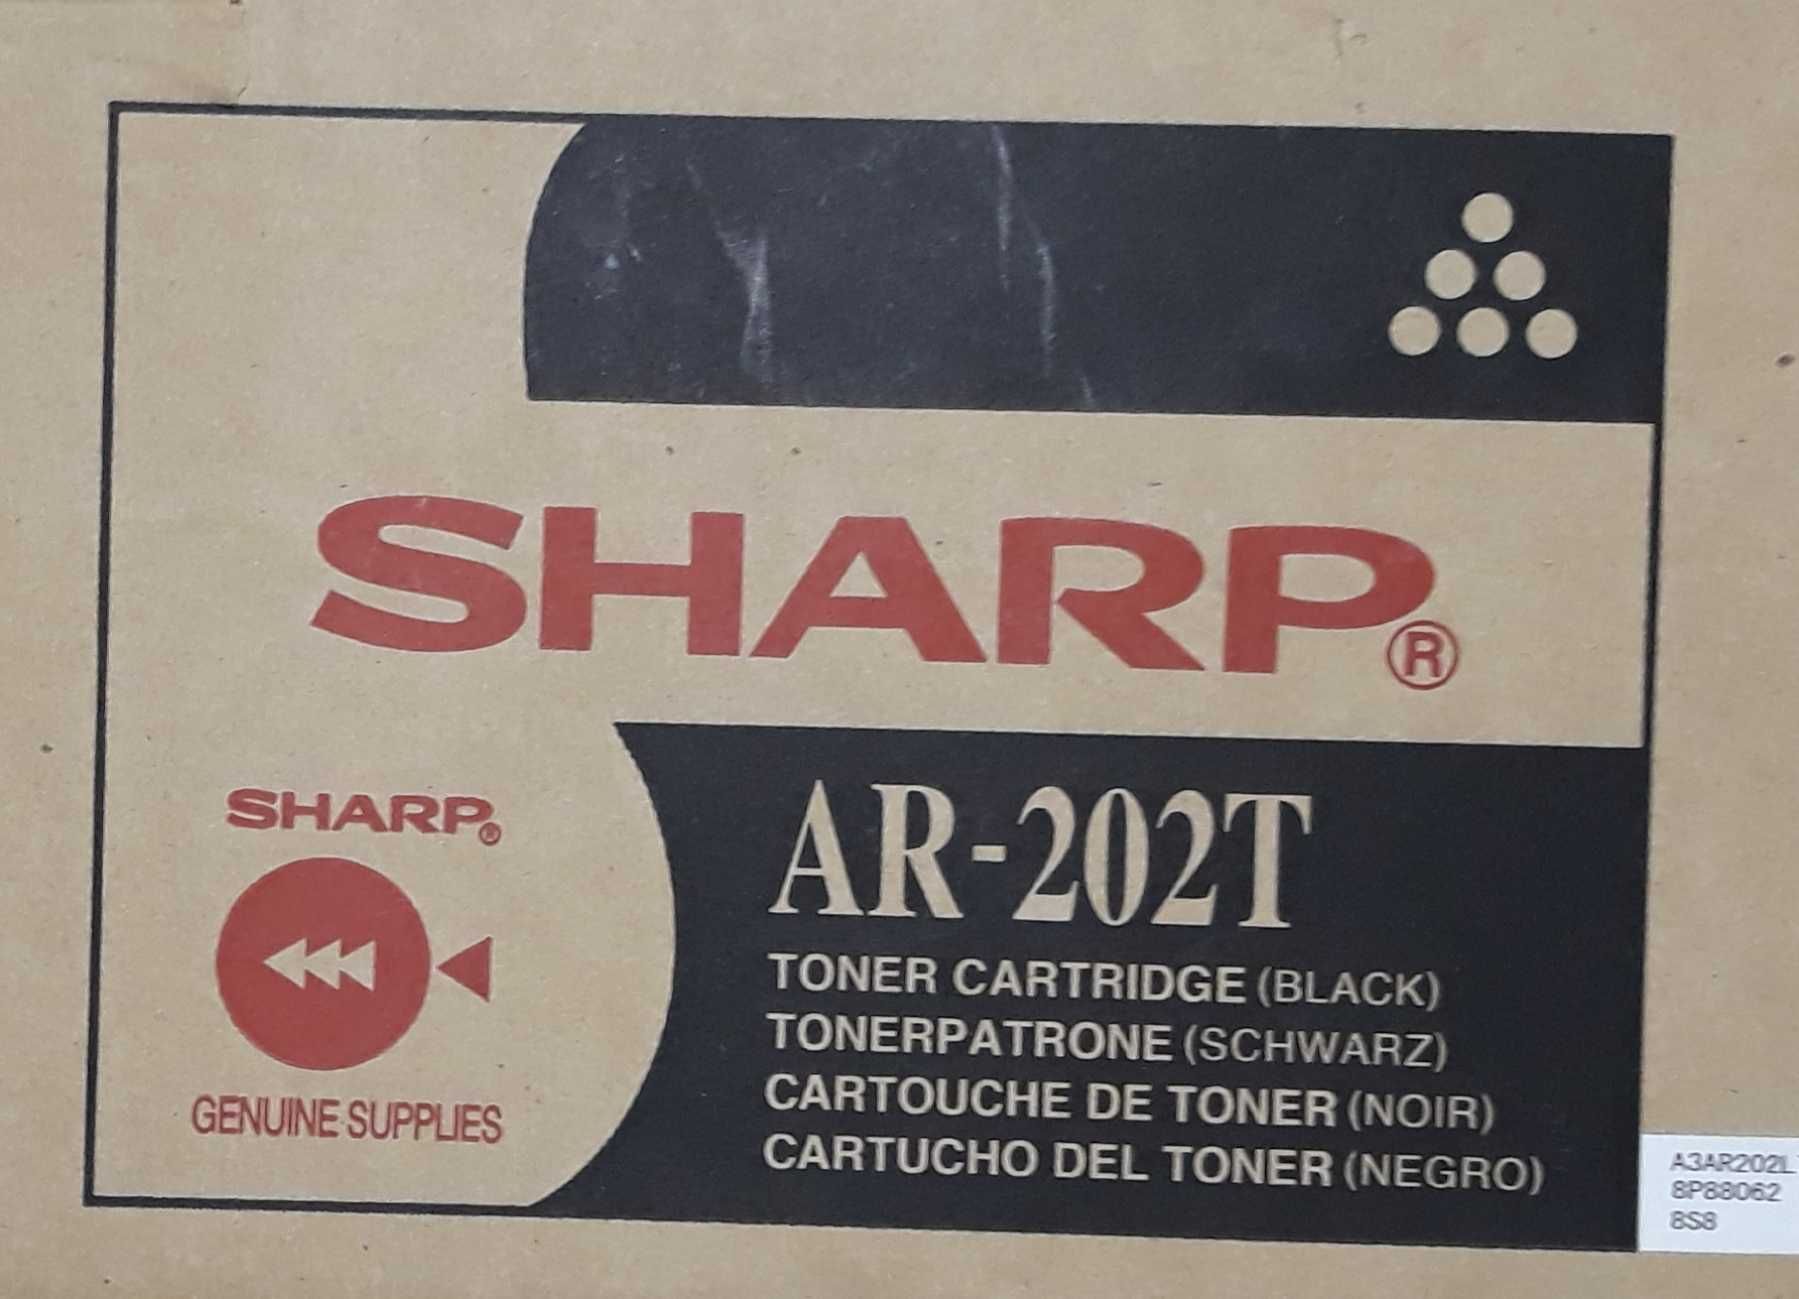 SHARP®
SHARP®
GENUINE SUPPLIES
AR-202T
TONER CARTRIDGE (BLACK)
TONERPATRONE (SCHWARZ)
CARTOUCHE DE TONER (NOIR)
CARTUCHO DEL TONER (NEGRO)
8P88062
8S8